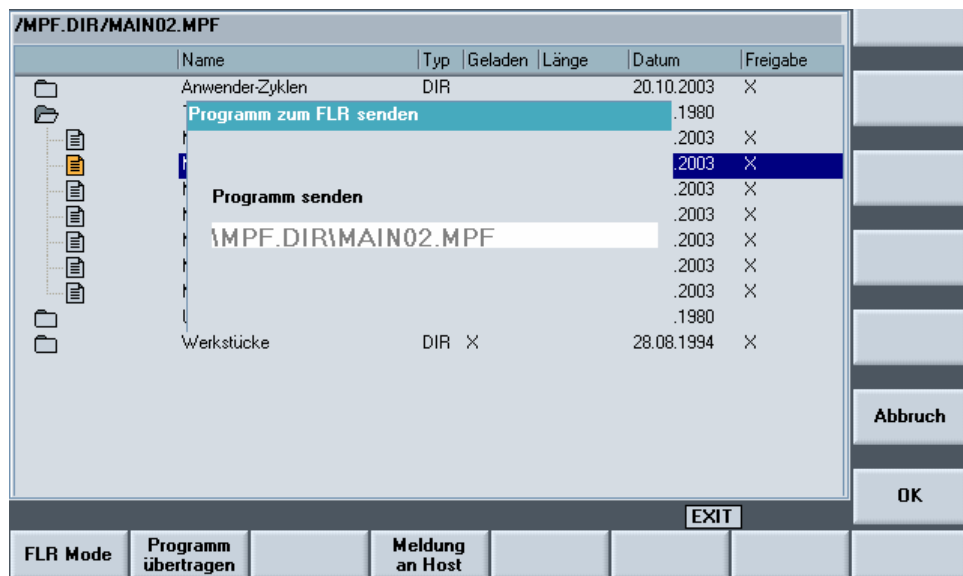 /MPF.DIR/MAIN02.MPF
Name Typ Geladen Länge Datum Freigabe
Anwender-Zyklen DIR 20.10.2003 X
Programm zum FLR senden .1980
.2003 X
.2003 X
Programm senden .2003 X
.2003 X
\MPF.DIR\MAIN02.MPF .2003 X
.2003 X
.2003 X
.1980
Werkstücke DIR X 28.08.1994 X
Abbruch
OK
EXIT
FLR Mode
Programm
übertragen
Meldung
an Host